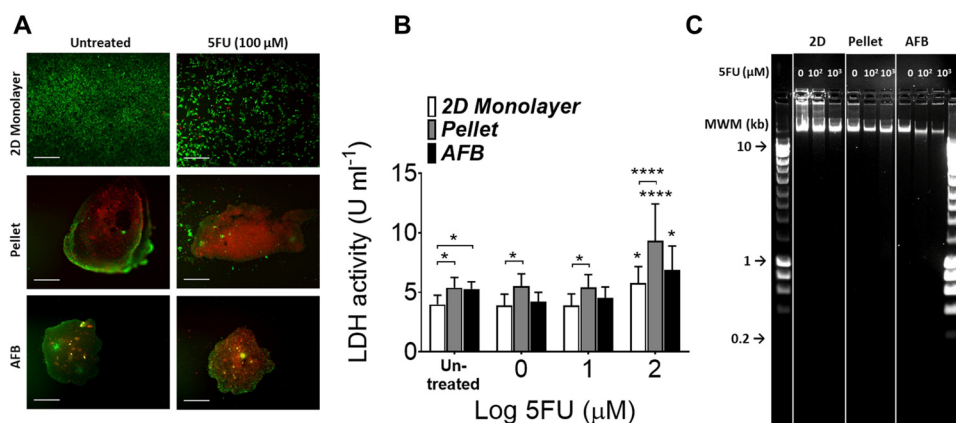 A
Untreated
5FU (100 µM)
2D Monolayer
Pellet
AFB
B
2D Monolayer
Pellet
AFB
LDH activity (U ml-1)
15
10
5
0
****
****
*
*
*
*
*
*
Un-
treated
0
1
2
Log 5FU (µM)
C
2D Pellet AFB
5FU (µM) 0 10² 10³ 0 10² 10³ 0 10² 10³
MWM (kb)
10 →
1 →
0.2 →